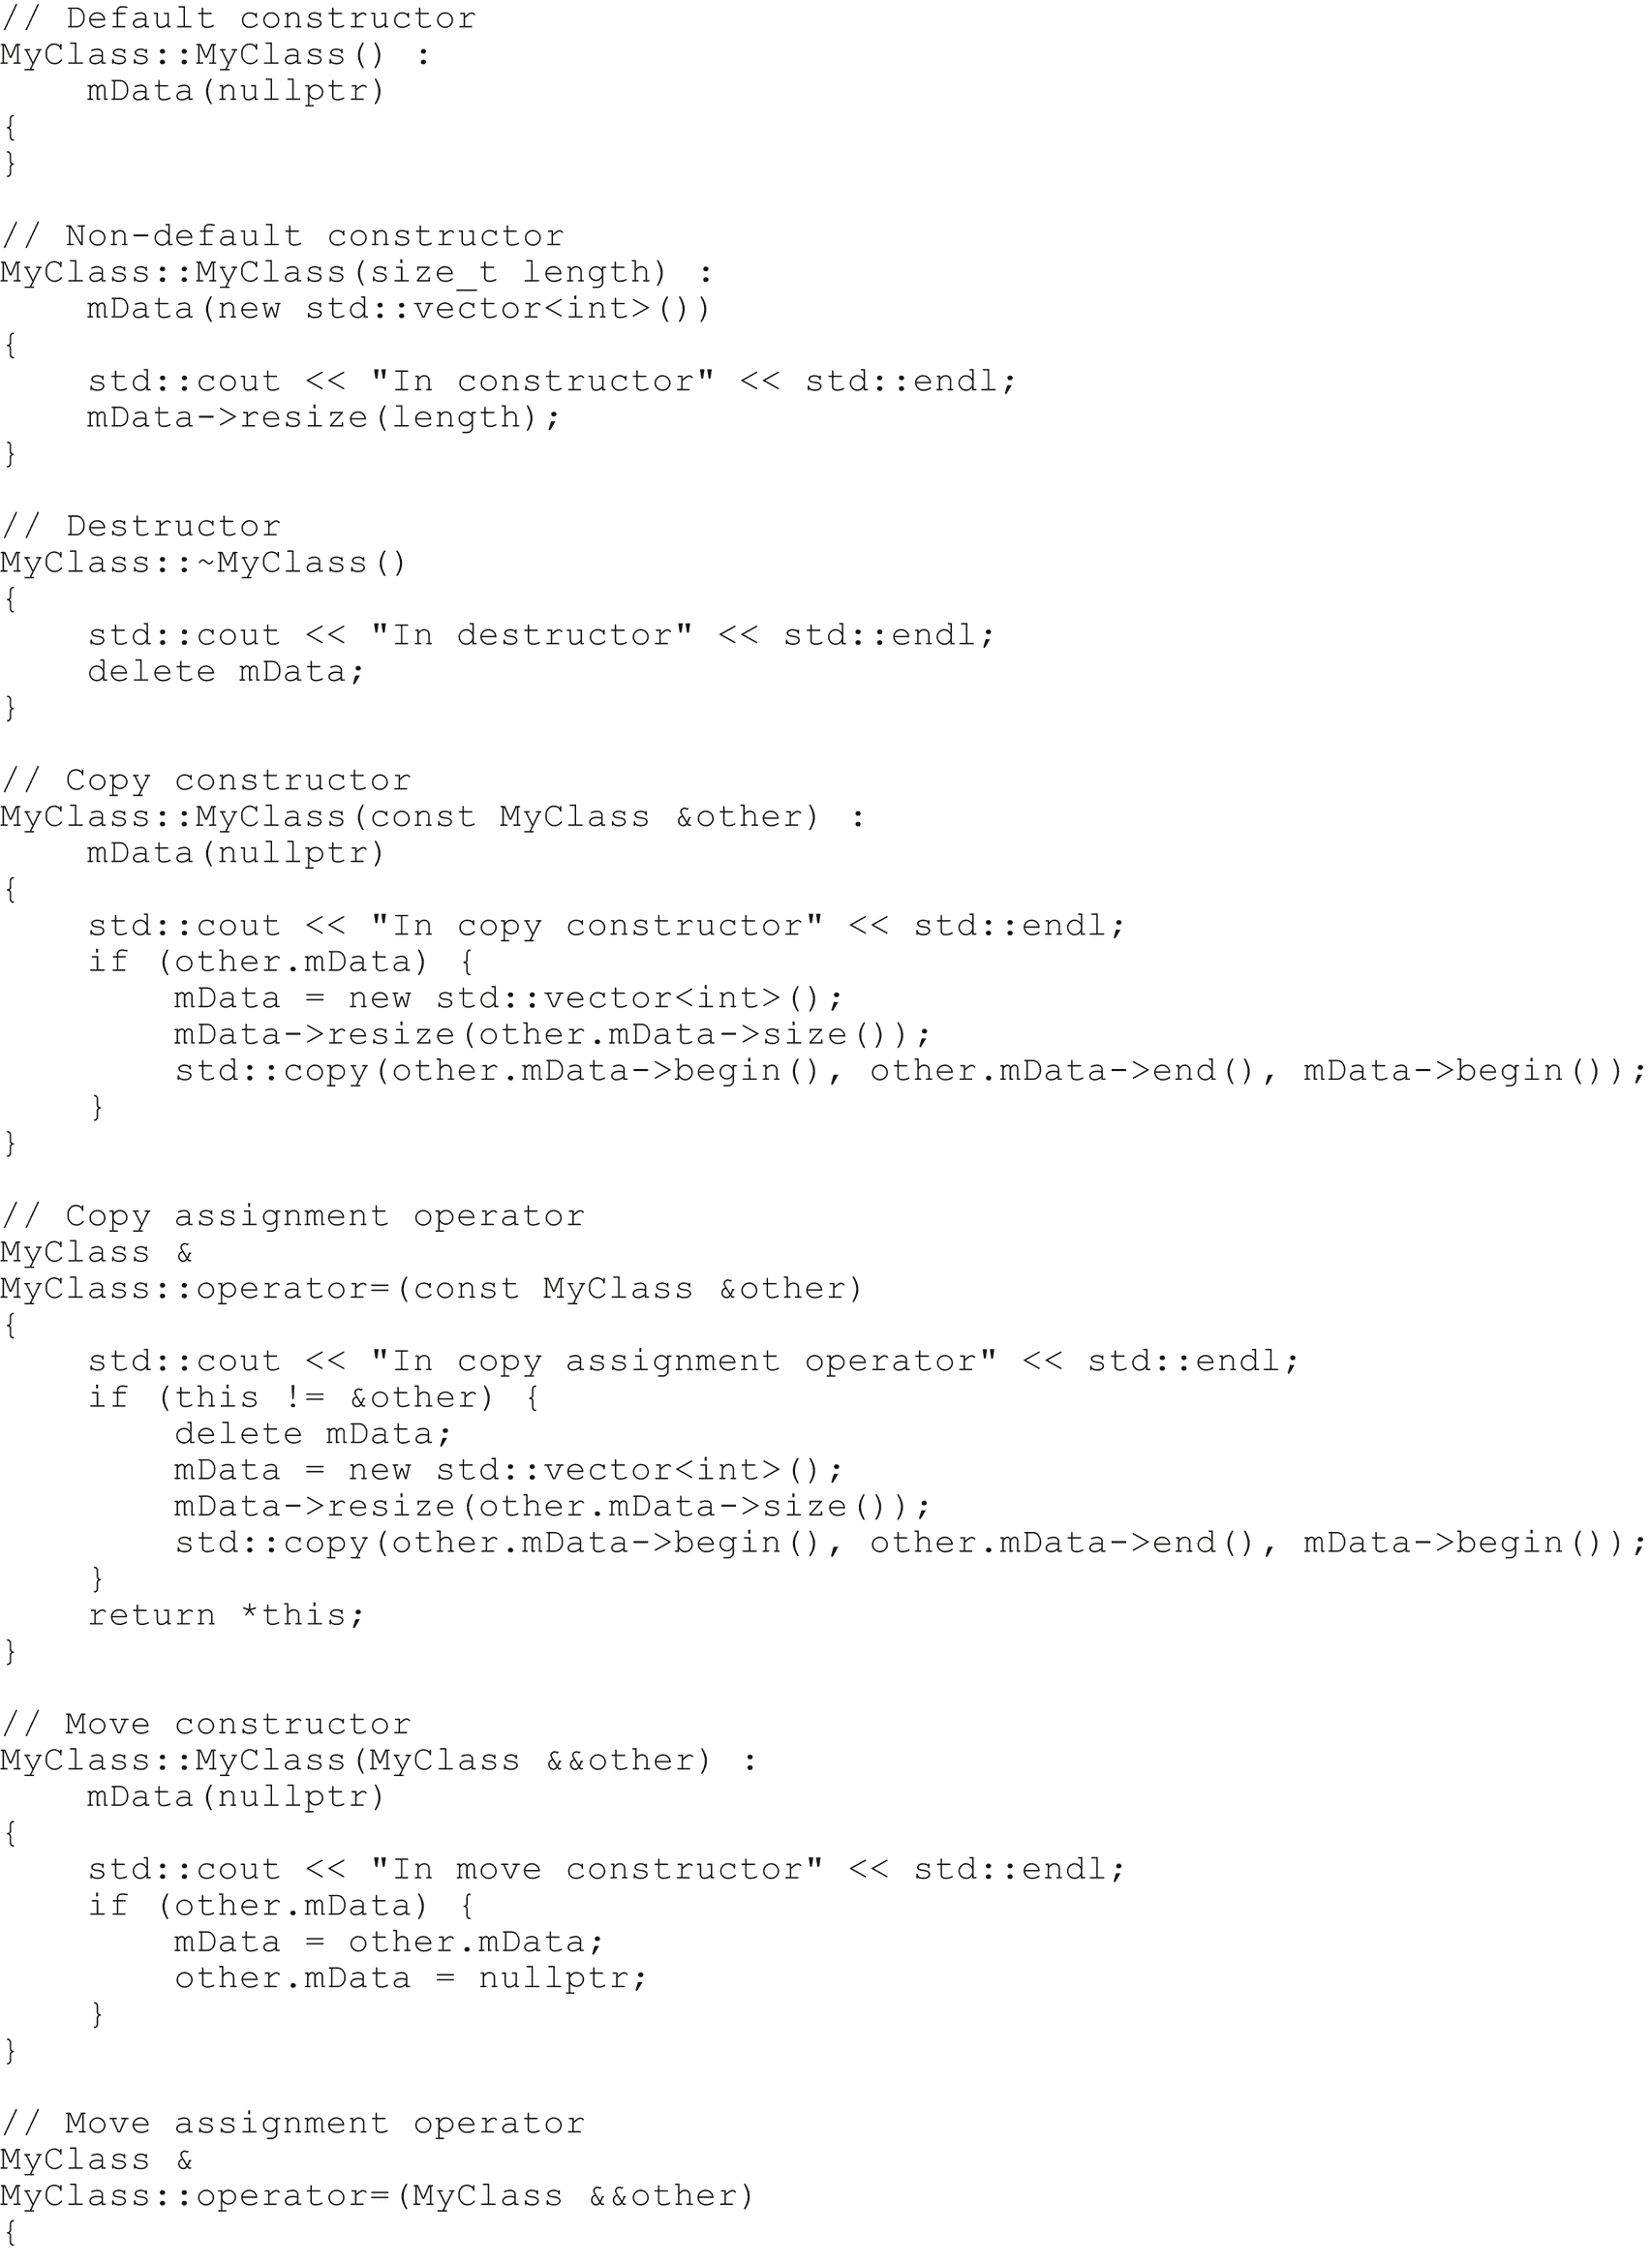 // Default constructor
MyClass::MyClass() :
    mData(nullptr)
{
}

// Non-default constructor
MyClass::MyClass(size_t length) :
    mData(new std::vector<int>())
{
    std::cout << "In constructor" << std::endl;
    mData->resize(length);
}

// Destructor
MyClass::~MyClass()
{
    std::cout << "In destructor" << std::endl;
    delete mData;
}

// Copy constructor
MyClass::MyClass(const MyClass &other) :
    mData(nullptr)
{
    std::cout << "In copy constructor" << std::endl;
    if (other.mData) {
        mData = new std::vector<int>();
        mData->resize(other.mData->size());
        std::copy(other.mData->begin(), other.mData->end(), mData->begin());
    }
}

// Copy assignment operator
MyClass &
MyClass::operator=(const MyClass &other)
{
    std::cout << "In copy assignment operator" << std::endl;
    if (this != &other) {
        delete mData;
        mData = new std::vector<int>();
        mData->resize(other.mData->size());
        std::copy(other.mData->begin(), other.mData->end(), mData->begin());
    }
    return *this;
}

// Move constructor
MyClass::MyClass(MyClass &&other) :
    mData(nullptr)
{
    std::cout << "In move constructor" << std::endl;
    if (other.mData) {
        mData = other.mData;
        other.mData = nullptr;
    }
}

// Move assignment operator
MyClass &
MyClass::operator=(MyClass &&other)
{